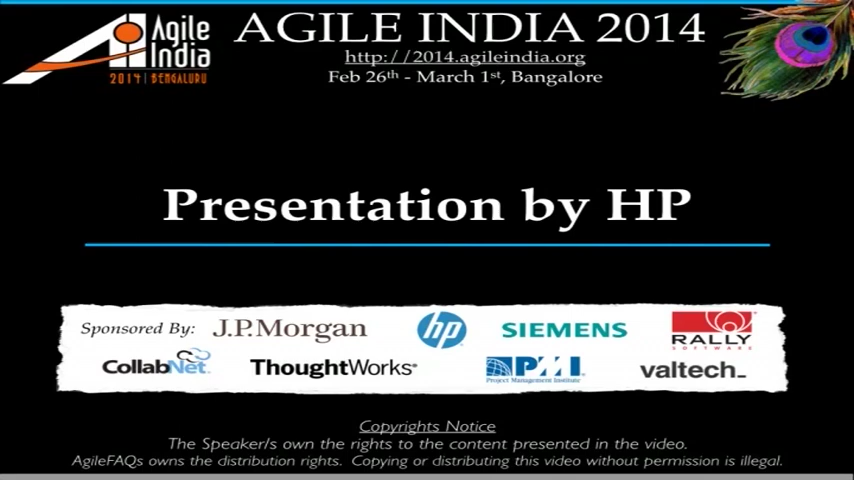 Agile
India
2014 | BENGALURU
AGILE INDIA 2014
http://2014.agileindia.org
Feb 26th - March 1st, Bangalore
Presentation by HP
Sponsored By: J.P.Morgan hp SIEMENS RALLY SOFTWARE
CollabNet ThoughtWorks® PMI Project Management Institute valtech_
Copyrights Notice
The Speaker/s own the rights to the content presented in the video.
AgileFAQs owns the distribution rights. Copying or distributing this video without permission is illegal.